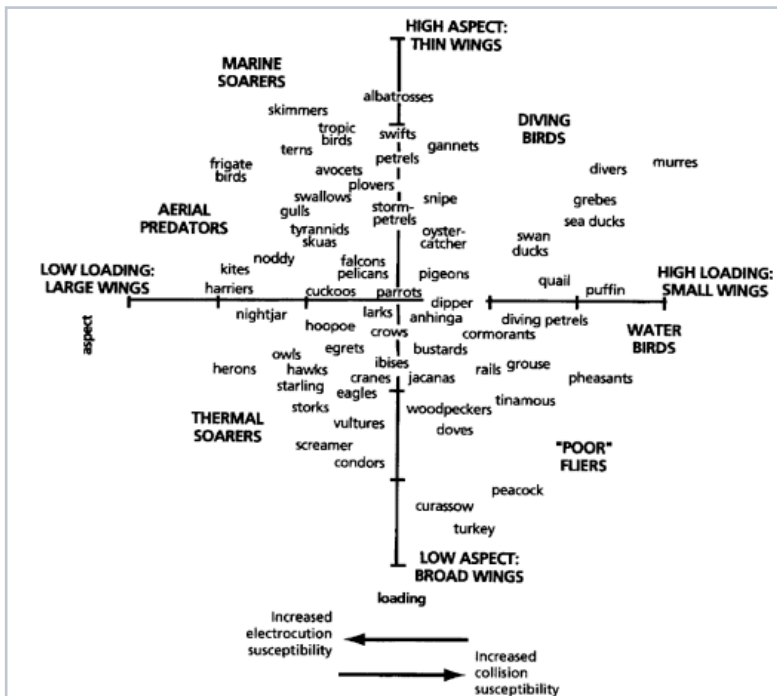 HIGH ASPECT:
THIN WINGS
MARINE
SOARERS
albatrosses
skimmers
DIVING
BIRDS
tropic
birds
swifts
gannets
terns
petrels
murres
frigate
birds
avocets
divers
plovers
swallows
snipe
grebes
AERIAL
PREDATORS
gulls
storm-
petrels
sea ducks
tyrannids
skuas
oyster-
catcher
swan
ducks
noddy
falcons
LOW LOADING:
LARGE WINGS
kites
pelicans
pigeons
quail
HIGH LOADING:
SMALL WINGS
harriers
cuckoos
parrots
puffin
dipper
aspect
nightjar
larks
anhinga
diving petrels
hoopoe
crows
cormorants
WATER
BIRDS
owls
egrets
bustards
herons
hawks
ibises
rails
grouse
starling
cranes
jacanas
pheasants
eagles
tinamous
THERMAL
SOARERS
storks
woodpeckers
vultures
doves
screamer
"POOR"
FLIERS
condors
peacock
curassow
turkey
LOW ASPECT:
BROAD WINGS
loading
Increased
electrocution
susceptibility
Increased
collision
susceptibility